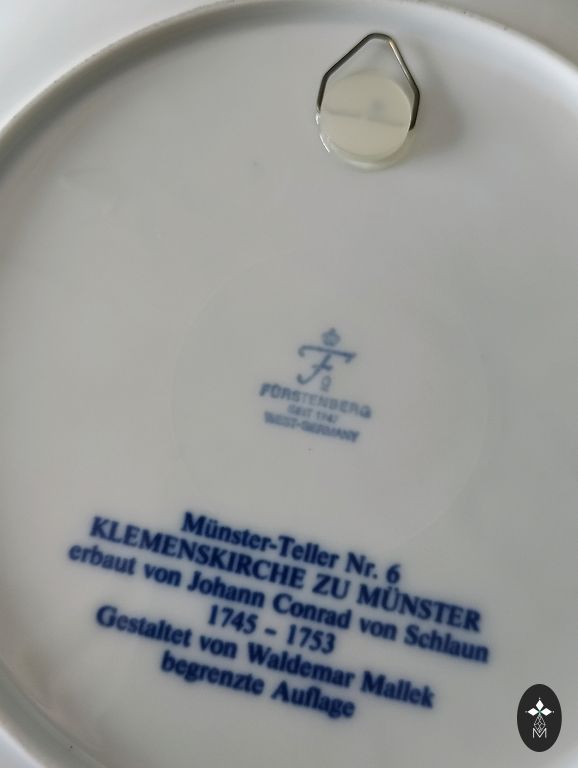 F
FÜRSTENBERG
SEIT 1747
WEST-GERMANY
Münster-Teller Nr. 6
KLEMENSKIRCHE ZU MÜNSTER
erbaut von Johann Conrad von Schlaun
1745 - 1753
Gestaltet von Waldemar Mallek
begrenzte Auflage
M